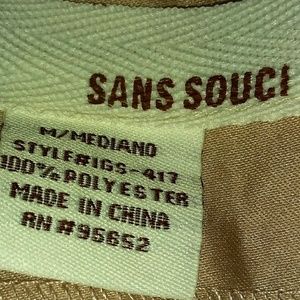 SANS SOUCI
M/MEDIANO
STYLE#IGS-417
100% POLYESTER
MADE IN CHINA
RN #95652